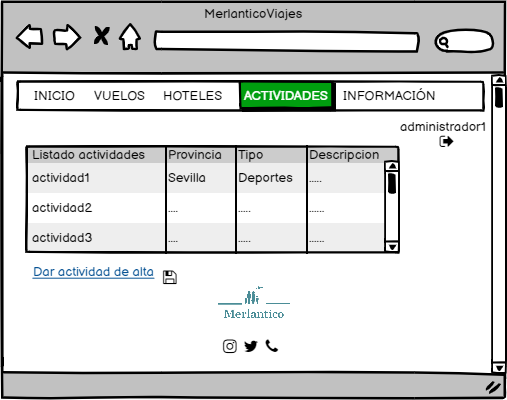 MerlanticoViajes
INICIO VUELOS HOTELES ACTIVIDADES INFORMACIÓN
administrador1
Listado actividades Provincia Tipo Descripcion
actividad1 Sevilla Deportes .....
actividad2 .... ..... ......
actividad3 .... ..... ......
Dar actividad de alta
Merlantico